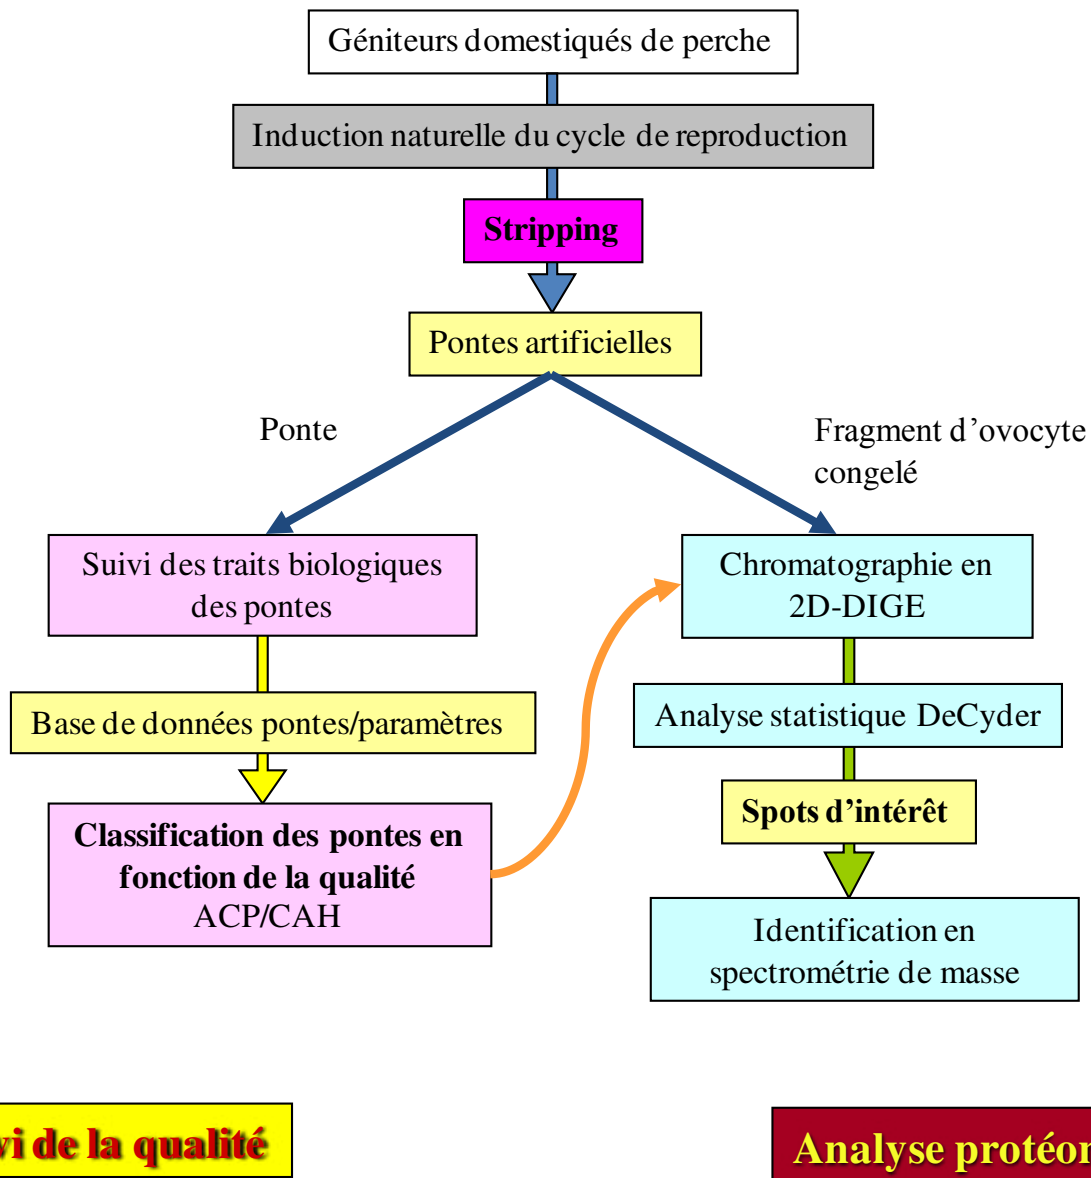 Géniteurs domestiqués de perche
Induction naturelle du cycle de reproduction
Stripping
Pontes artificielles
Ponte
Fragment d’ovocyte
congelé
Suivi des traits biologiques
des pontes
Chromatographie en
2D-DIGE
Base de données pontes/paramètres
Analyse statistique DeCyder
Spots d’intérêt
Classification des pontes en
fonction de la qualité
ACP/CAH
Identification en
spectrométrie de masse
de la qualité
Analyse